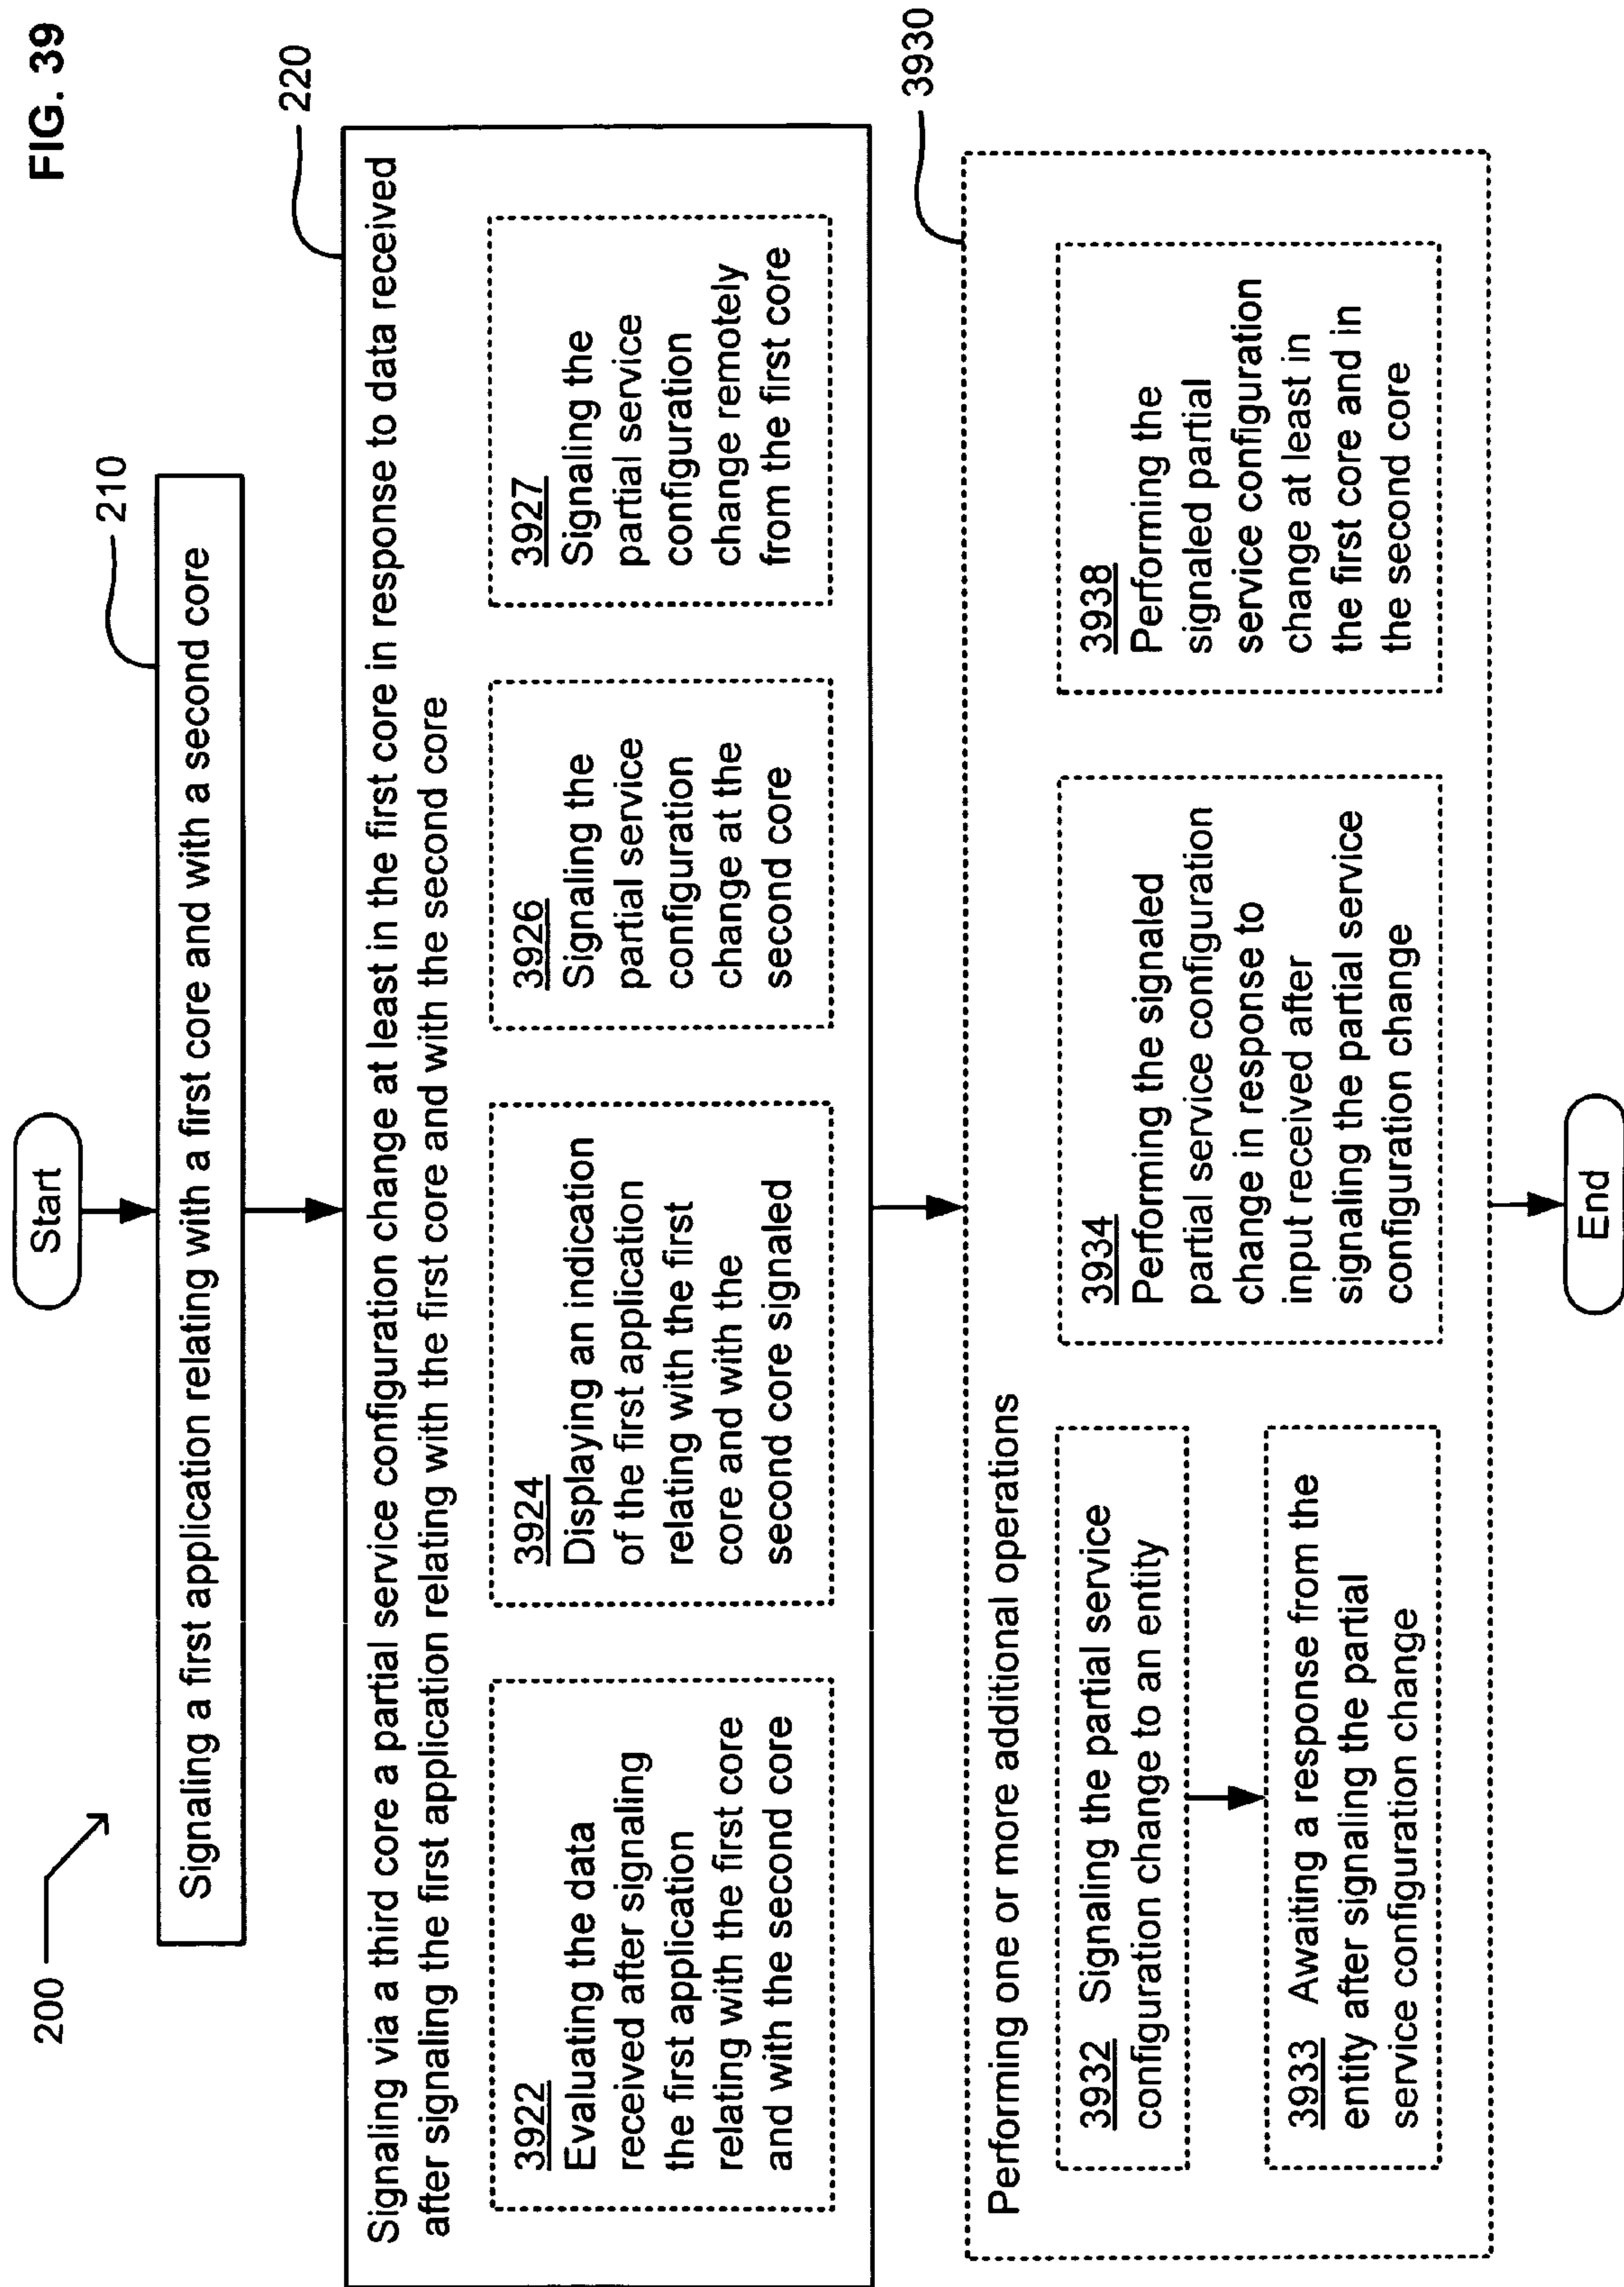 FIG. 39
200
Start
210
Signaling a first application relating with a first core and with a second core
220
Signaling via a third core a partial service configuration change at least in the first core in response to data received
after signaling the first application relating with the first core and with the second core
3922
Evaluating the data
received after signaling
the first application
relating with the first core
and with the second core
3924
Displaying an indication
of the first application
relating with the first
core and with the
second core signaled
3926
Signaling the
partial service
configuration
change at the
second core
3927
Signaling the
partial service
configuration
change remotely
from the first core
3930
Performing one or more additional operations
3932 Signaling the partial service
configuration change to an entity
3933 Awaiting a response from the
entity after signaling the partial
service configuration change
3934
Performing the signaled
partial service configuration
change in response to
input received after
signaling the partial service
configuration change
3938
Performing the
signaled partial
service configuration
change at least in
the first core and in
the second core
End